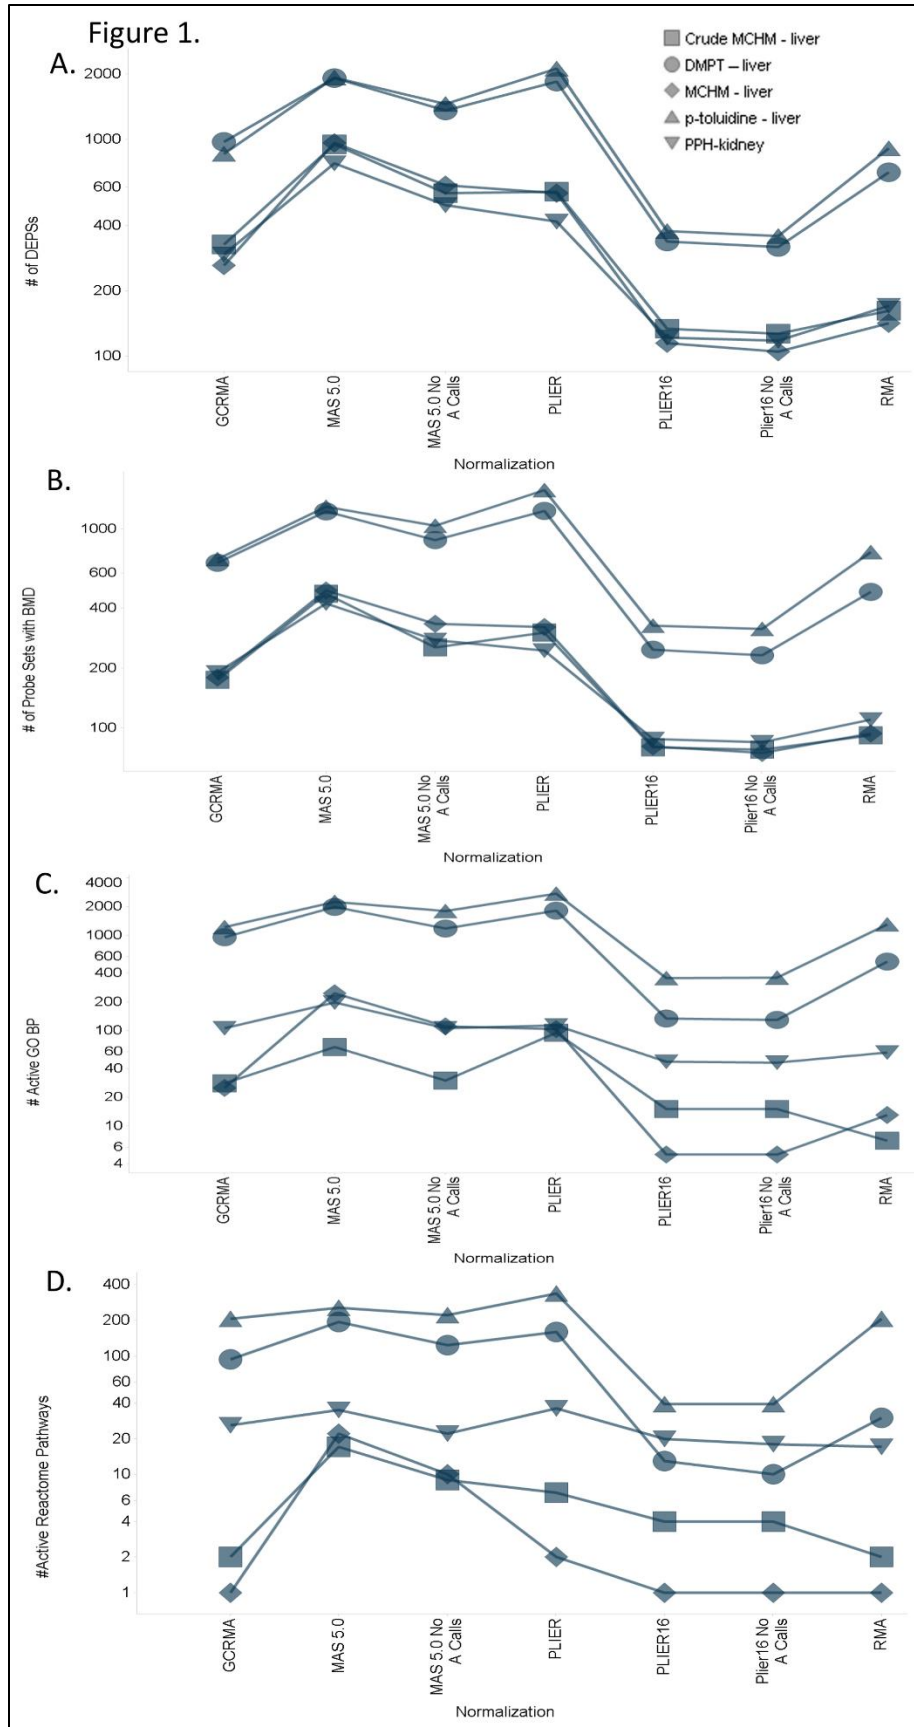 Figure 1.
A.
Crude MCHM - liver
DMPT – liver
MCHM - liver
p-toluidine - liver
PPH-kidney
# of DEPSs
2000
1000
600
400
200
100
GCRMA
MAS 5.0
MAS 5.0 No
A Calls
PLIER
PLIER16
Plier16 No
A Calls
RMA
Normalization
B.
# of Probe Sets with BMD
1000
600
400
200
100
GCRMA
MAS 5.0
MAS 5.0 No
A Calls
PLIER
PLIER16
Plier16 No
A Calls
RMA
Normalization
C.
# Active GO BP
4000
2000
1000
600
400
200
100
60
40
20
10
6
4
GCRMA
MAS 5.0
MAS 5.0 No
A Calls
PLIER
PLIER16
Plier16 No
A Calls
RMA
Normalization
D.
#Active Reactome Pathways
400
200
100
60
40
20
10
6
4
2
1
GCRMA
MAS 5.0
MAS 5.0 No
A Calls
PLIER
PLIER16
Plier16 No
A Calls
RMA
Normalization